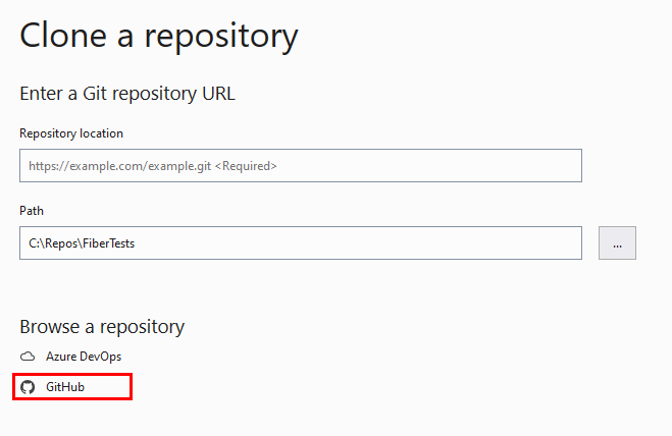 Clone a repository
Enter a Git repository URL
Repository location
https://example.com/example.git <Required>
Path
C:\Repos\FiberTests
...
Browse a repository
Azure DevOps
GitHub